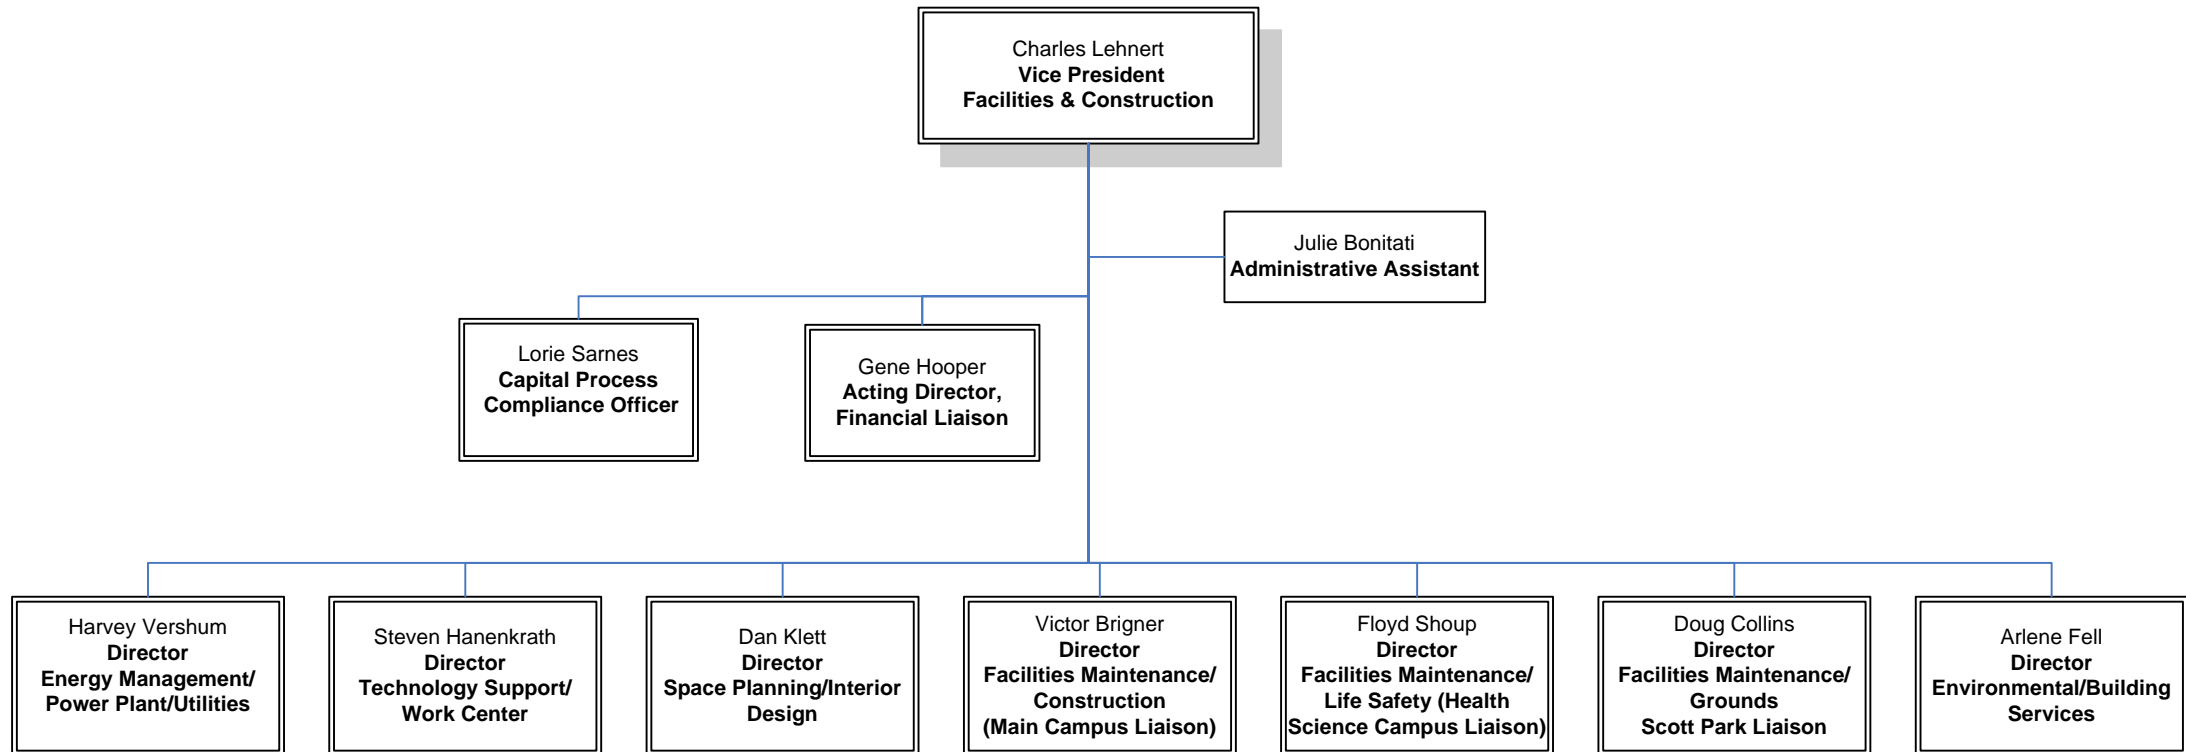 Charles Lehnert
Vice President
Facilities & Construction
Julie Bonitati
Administrative Assistant
Lorie Sarnes
Capital Process
Compliance Officer
Gene Hooper
Acting Director,
Financial Liaison
Harvey Vershum
Director
Energy Management/
Power Plant/Utilities
Steven Hanenkrath
Director
Technology Support/
Work Center
Dan Klett
Director
Space Planning/Interior
Design
Victor Brigner
Director
Facilities Maintenance/
Construction
(Main Campus Liaison)
Floyd Shoup
Director
Facilities Maintenance/
Life Safety (Health
Science Campus Liaison)
Doug Collins
Director
Facilities Maintenance/
Grounds
Scott Park Liaison
Arlene Fell
Director
Environmental/Building
Services